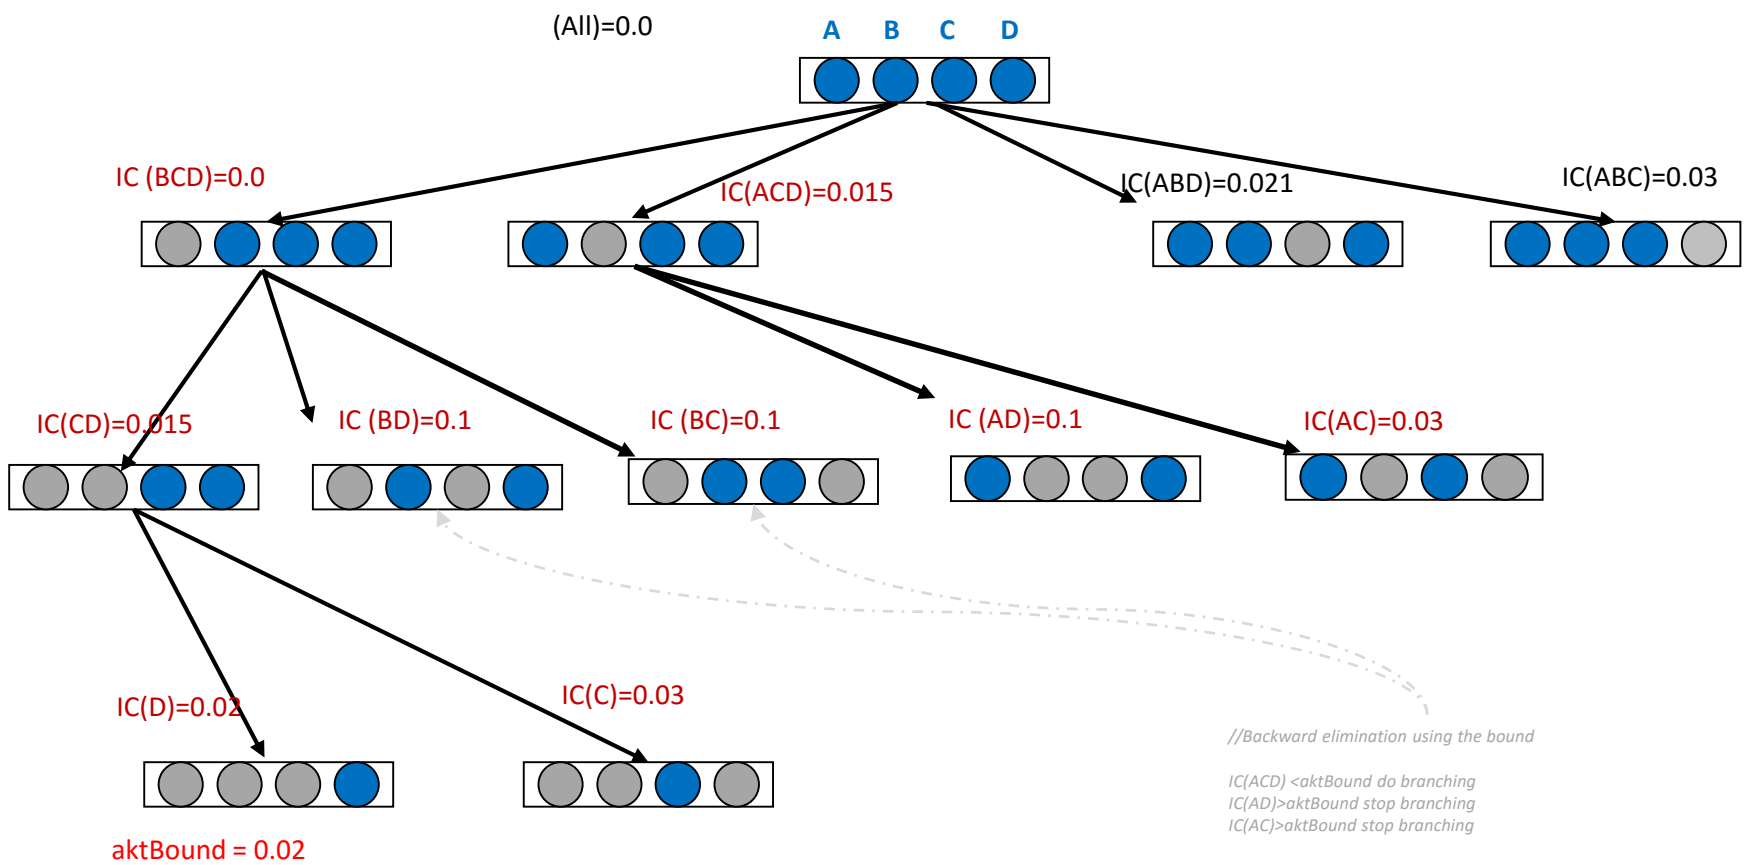 (All)=0.0
A B C D
IC (BCD)=0.0
IC(ACD)=0.015
IC(ABD)=0.021
IC(ABC)=0.03
IC(CD)=0.015
IC (BD)=0.1
IC (BC)=0.1
IC (AD)=0.1
IC(AC)=0.03
IC(D)=0.02
IC(C)=0.03
//Backward elimination using the bound
IC(ACD) <aktBound do branching
IC(AD)>aktBound stop branching
IC(AC)>aktBound stop branching
aktBound = 0.02